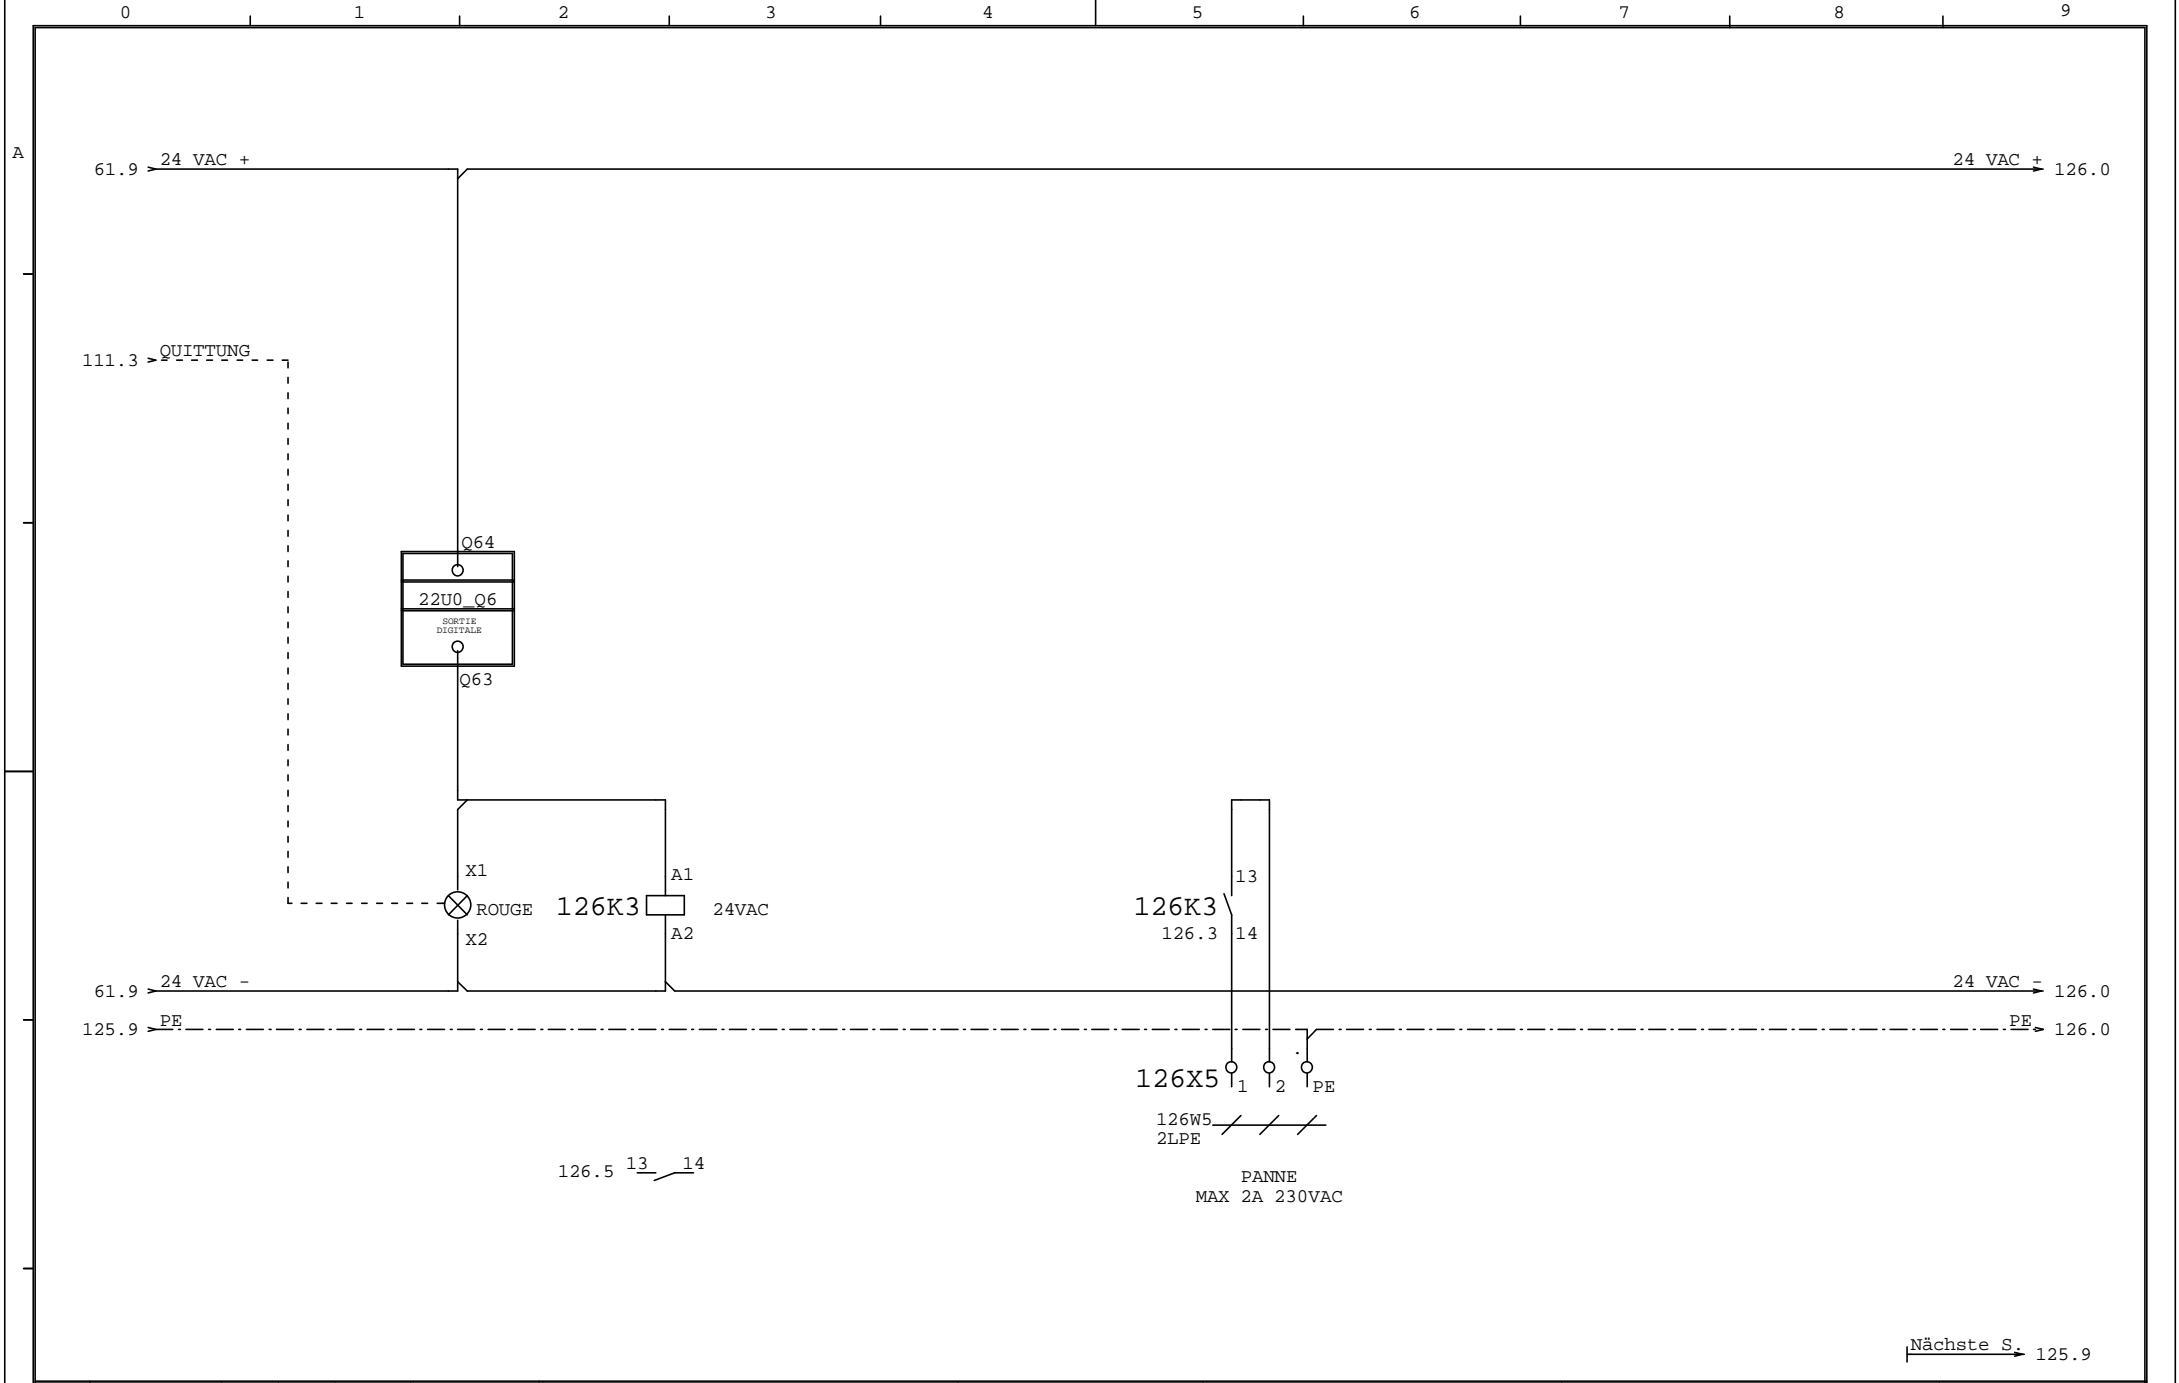 0 1 2 3 4 5 6 7 8 9
A
24 VAC +
61.9
24 VAC +
126.0
QUITTUNG
111.3
Q64
22U0_Q6
SORTIE
DIGITALE
Q63
X1
ROUGE
X2
A1
126K3
24VAC
A2
13
126K3
126.3
14
24 VAC -
61.9
24 VAC -
126.0
PE
125.9
PE
126.0
.
126X5
1
2
PE
126W5
2LPE
126.5
13
14
PANNE
MAX 2A 230VAC
Nächste S.
125.9